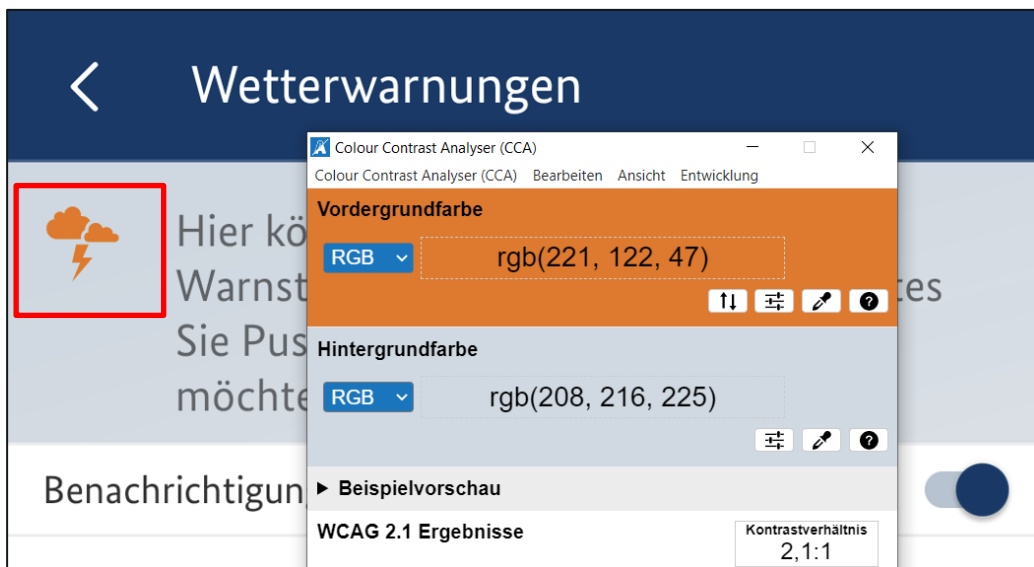 Wetterwarnungen
Colour Contrast Analyser (CCA)
Colour Contrast Analyser (CCA) Bearbeiten Ansicht Entwicklung
Vordergrundfarbe
RGB
rgb(221, 122, 47)
Hintergrundfarbe
RGB
rgb(208, 216, 225)
Beispielvorschau
WCAG 2.1 Ergebnisse
Kontrastverhältnis
2,1:1
Hier kö
Warnst tes
Sie Pus
möchte
Benachrichtigun